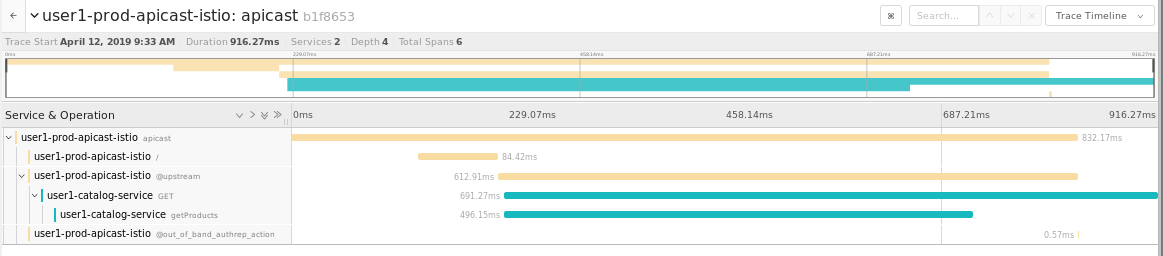 user1-prod-apicast-istio: apicast b1f8653
Search...
Trace Timeline
Trace Start April 12, 2019 9:33 AM Duration 916.27ms Services 2 Depth 4 Total Spans 6
0ms 229.07ms 458.14ms 687.21ms 916.27ms
Service & Operation 0ms 229.07ms 458.14ms 687.21ms 916.27ms
user1-prod-apicast-istio apicast 832.17ms
user1-prod-apicast-istio / 84.42ms
user1-prod-apicast-istio @upstream 612.91ms
user1-catalog-service GET 691.27ms
user1-catalog-service getProducts 496.15ms
user1-prod-apicast-istio @out_of_band_authrep_action 0.57ms